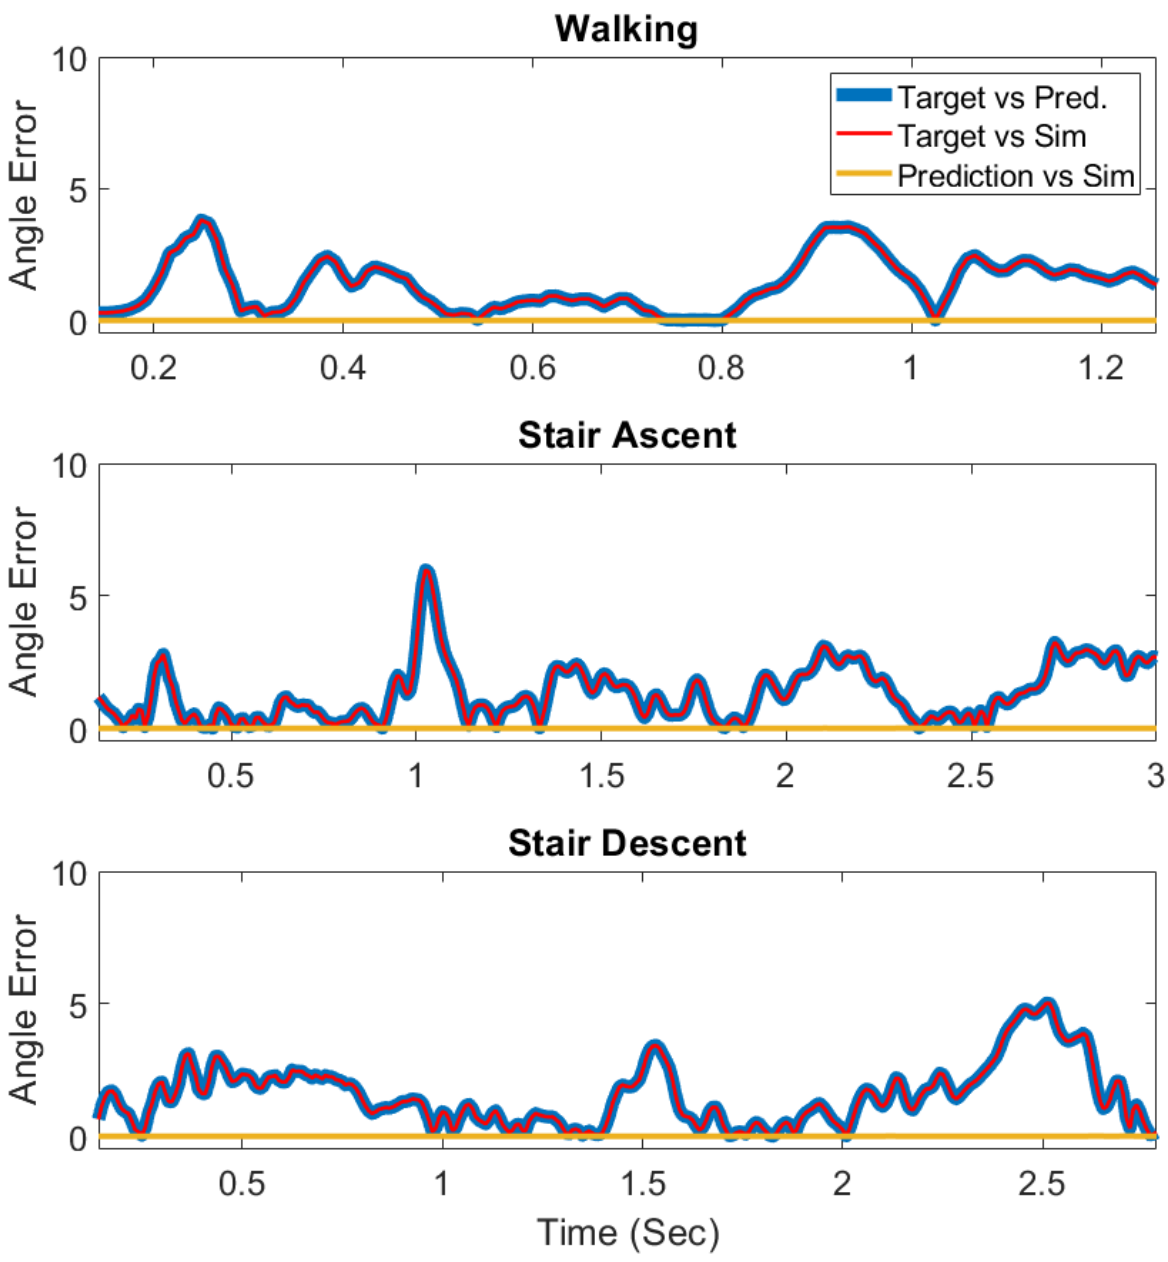 Walking
10
5
0
Angle Error
Target vs Pred.
Target vs Sim
Prediction vs Sim
0.2 0.4 0.6 0.8 1 1.2
Stair Ascent
10
5
0
Angle Error
0.5 1 1.5 2 2.5 3
Stair Descent
10
5
0
Angle Error
0.5 1 1.5 2 2.5
Time (Sec)